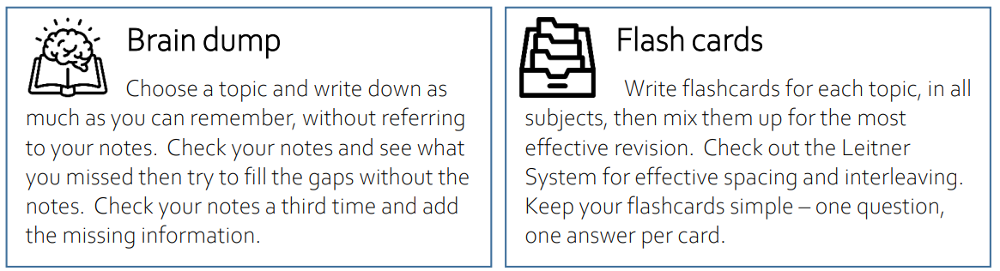 Brain dump
Choose a topic and write down as
much as you can remember, without referring
to your notes.  Check your notes and see what
you missed then try to fill the gaps without the
notes.  Check your notes a third time and add
the missing information.
Flash cards
Write flashcards for each topic, in all
subjects, then mix them up for the most
effective revision.  Check out the Leitner
System for effective spacing and interleaving.
Keep your flashcards simple – one question,
one answer per card.